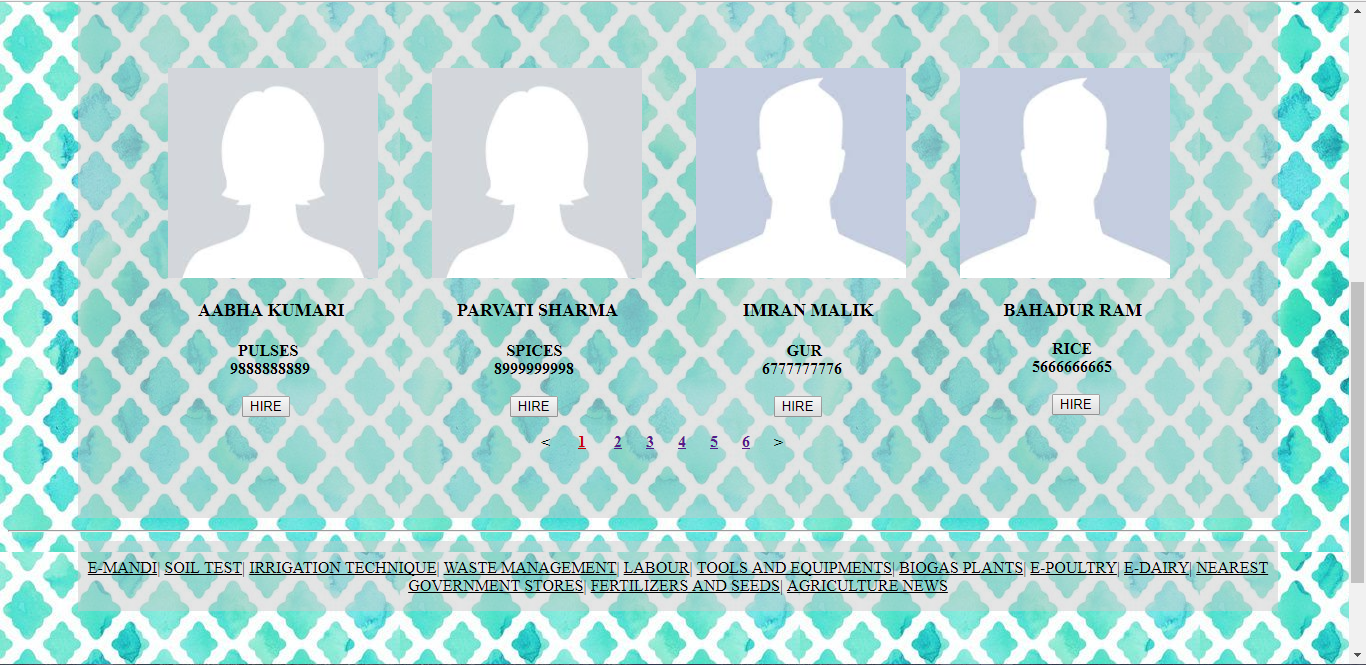 AABHA KUMARI PARVATI SHARMA IMRAN MALIK BAHADUR RAM
PULSES SPICES GUR RICE
9888888889 8999999998 6777777776 5666666665
HIRE HIRE HIRE HIRE
< 1 2 3 4 5 6 >
E-MANDI| SOIL TEST| IRRIGATION TECHNIQUE| WASTE MANAGEMENT| LABOUR| TOOLS AND EQUIPMENTS| BIOGAS PLANTS| E-POULTRY| E-DAIRY| NEAREST
GOVERNMENT STORES| FERTILIZERS AND SEEDS| AGRICULTURE NEWS